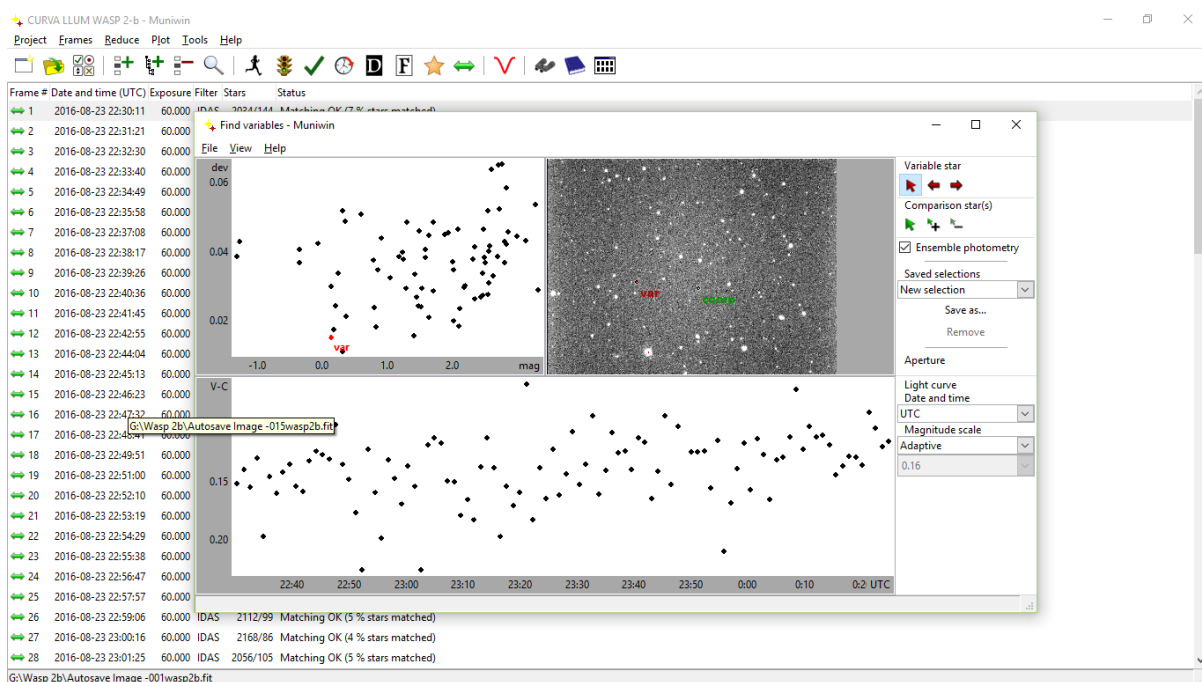 CURVA LLUM WASP 2-b - Muniwin
Project Frames Reduce Plot Tools Help
Frame # Date and time (UTC) Exposure Filter Stars Status
1 2016-08-23 22:30:11 60.000 IDAS 2034/144 Matching OK (7 % stars matched)
2 2016-08-23 22:31:21 60.000
3 2016-08-23 22:32:30 60.000
4 2016-08-23 22:33:40 60.000
5 2016-08-23 22:34:49 60.000
6 2016-08-23 22:35:58 60.000
7 2016-08-23 22:37:08 60.000
8 2016-08-23 22:38:17 60.000
9 2016-08-23 22:39:26 60.000
10 2016-08-23 22:40:36 60.000
11 2016-08-23 22:41:45 60.000
12 2016-08-23 22:42:55 60.000
13 2016-08-23 22:44:04 60.000
14 2016-08-23 22:45:13 60.000
15 2016-08-23 22:46:23 60.000
16 2016-08-23 22:47:32 60.000
G:\Wasp 2b\Autosave Image -015wasp2b.fit
17 2016-08-23 22:48:41 60.000
18 2016-08-23 22:49:51 60.000
19 2016-08-23 22:51:00 60.000
20 2016-08-23 22:52:10 60.000
21 2016-08-23 22:53:19 60.000
22 2016-08-23 22:54:29 60.000
23 2016-08-23 22:55:38 60.000
24 2016-08-23 22:56:47 60.000
25 2016-08-23 22:57:57 60.000
26 2016-08-23 22:59:06 60.000 IDAS 2112/99 Matching OK (5 % stars matched)
27 2016-08-23 23:00:16 60.000 IDAS 2168/86 Matching OK (4 % stars matched)
28 2016-08-23 23:01:25 60.000 IDAS 2056/105 Matching OK (5 % stars matched)
G:\Wasp 2b\Autosave Image -001wasp2b.fit
Find variables - Muniwin
File View Help
dev
0.06
0.04
0.02
var
-1.0 0.0 1.0 2.0 mag
var
comp
V-C
0.15
0.20
22:40 22:50 23:00 23:10 23:20 23:30 23:40 23:50 0:00 0:10 0:2 UTC
Variable star
Comparison star(s)
Ensemble photometry
Saved selections
New selection
Save as...
Remove
Aperture
Light curve
Date and time
UTC
Magnitude scale
Adaptive
0.16